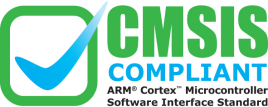 CMSIS
COMPLIANT
ARM® Cortex™ Microcontroller
Software Interface Standard